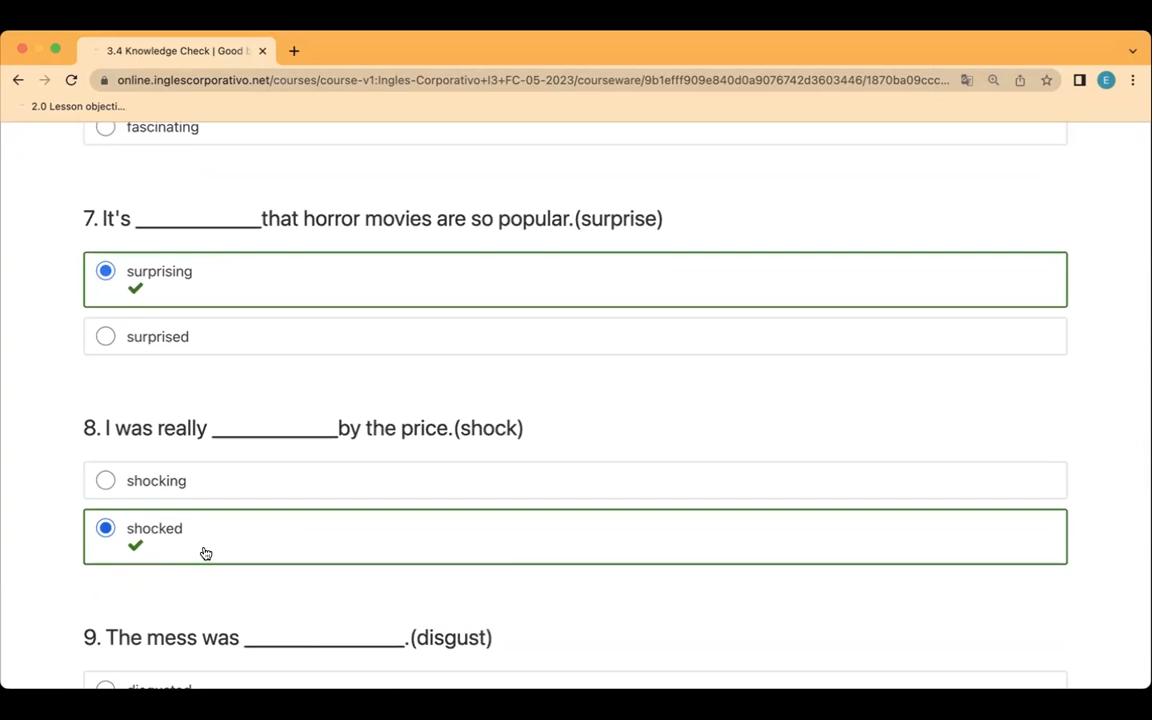 3.4 Knowledge Check | Good b
online.inglescorporativo.net/courses/course-v1:Ingles-Corporativo+I3+FC-05-2023/courseware/9b1efff909e840d0a9076742d3603446/1870ba09ccc...
E
2.0 Lesson objecti...
fascinating
7. It's ____________that horror movies are so popular.(surprise)
surprising
surprised
8. I was really ____________by the price.(shock)
shocking
shocked
9. The mess was _______________.(disgust)
disgusted